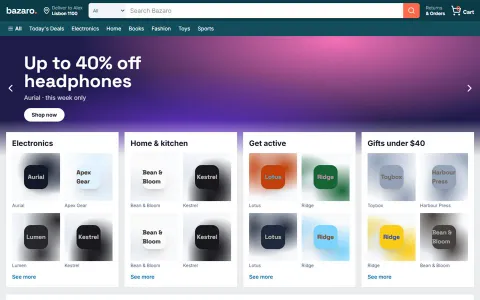 bazaro.
Deliver to Alex
Lisbon 1100
All
Search Bazaro
Returns
& Orders
Cart
All
Today's Deals
Electronics
Home
Books
Fashion
Toys
Sports
Up to 40% off
headphones
Aurial · this week only
Shop now
Electronics
Aurial
Apex
Gear
Aurial
Apex Gear
Lumen
Kestrel
Lumen
Kestrel
See more
Home & kitchen
Bean &
Bloom
Kestrel
Bean & Bloom
Kestrel
Bean &
Bloom
Kestrel
Bean & Bloom
Kestrel
See more
Get active
Lotus
Ridge
Lotus
Ridge
Lotus
Ridge
Lotus
Ridge
See more
Gifts under $40
Toybox
Harbour
Press
Toybox
Harbour Press
Ridge
Bean &
Bloom
Ridge
Bean & Bloom
See more